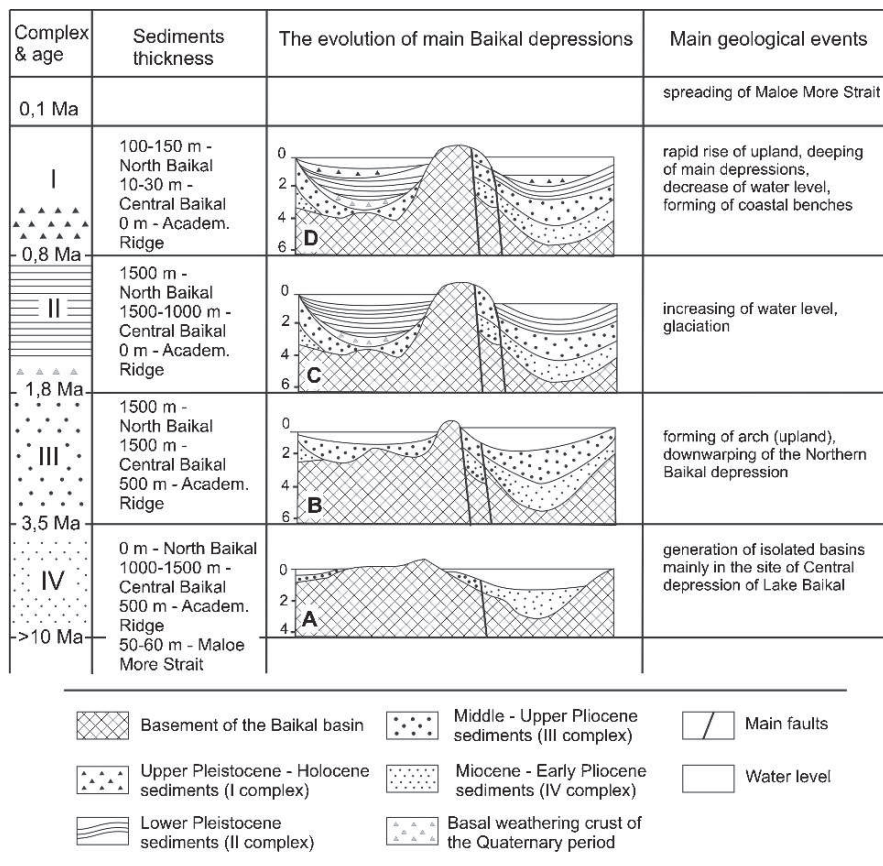 Complex
& age
Sediments
thickness
The evolution of main Baikal depressions
Main geological events
0,1 Ma
spreading of Maloe More Strait
I
0,8 Ma
100-150 m -
North Baikal
10-30 m -
Central Baikal
0 m - Academ.
Ridge
0
2
4
6
D
rapid rise of upland, deeping
of main depressions,
decrease of water level,
forming of coastal benches
II
1,8 Ma
1500 m -
North Baikal
1500-1000 m -
Central Baikal
0 m - Academ.
Ridge
0
2
4
6
C
increasing of water level,
glaciation
III
3,5 Ma
1500 m -
North Baikal
1500 m -
Central Baikal
500 m - Academ.
Ridge
0
2
4
6
B
forming of arch (upland),
downwarping of the Northern
Baikal depression
IV
>10 Ma
0 m - North Baikal
1000-1500 m -
Central Baikal
500 m - Academ.
Ridge
50-60 m - Maloe
More Strait
0
2
4
A
generation of isolated basins
mainly in the site of Central
depression of Lake Baikal
Basement of the Baikal basin
Middle - Upper Pliocene
sediments (III complex)
Main faults
Upper Pleistocene - Holocene
sediments (I complex)
Miocene - Early Pliocene
sediments (IV complex)
Water level
Lower Pleistocene
sediments (II complex)
Basal weathering crust of
the Quaternary period